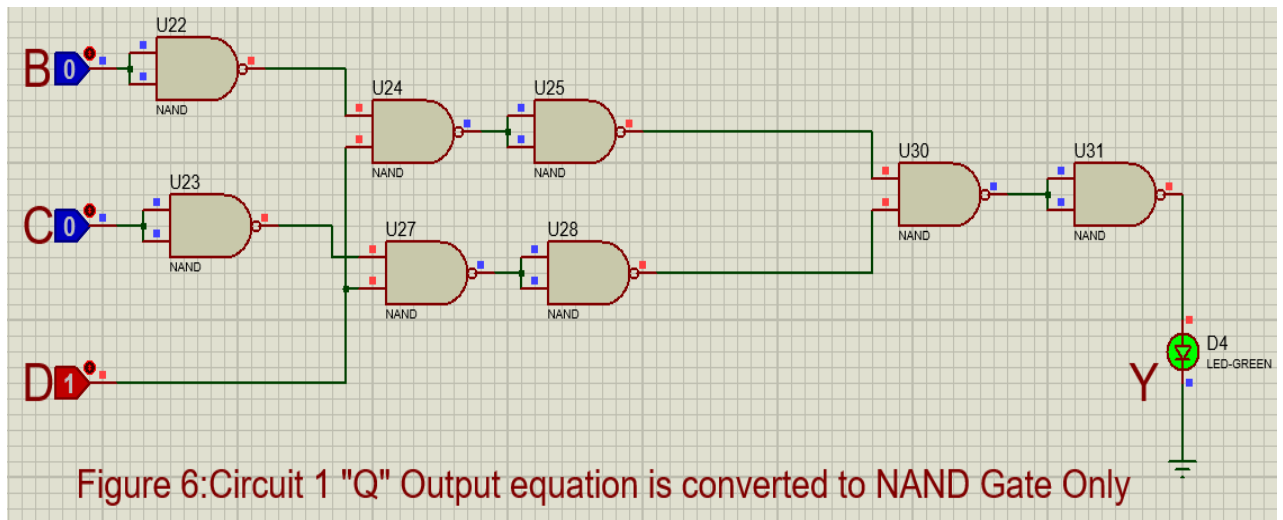 U22
B 0
NAND
U24
U25
NAND
NAND
U30
U31
U23
C 0
NAND
U27
U28
NAND
NAND
NAND
NAND
D 1
D4
LED-GREEN
Y
Figure 6:Circuit 1 "Q" Output equation is converted to NAND Gate Only